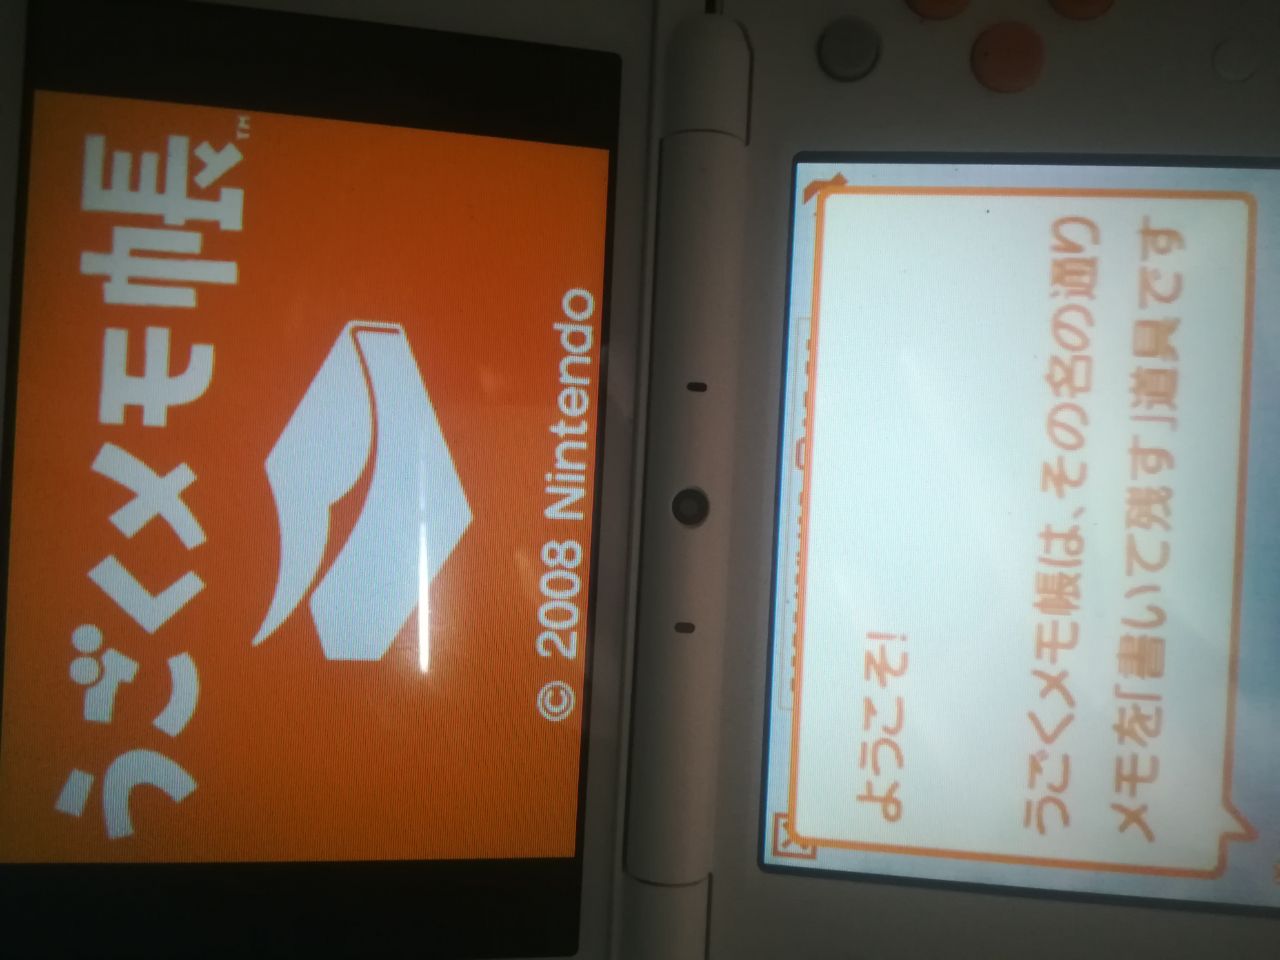 うごくメモ帳™
© 2008 Nintendo
ようこそ!
うごくメモ帳は、その名の通り
メモを「書いて残す」道具です